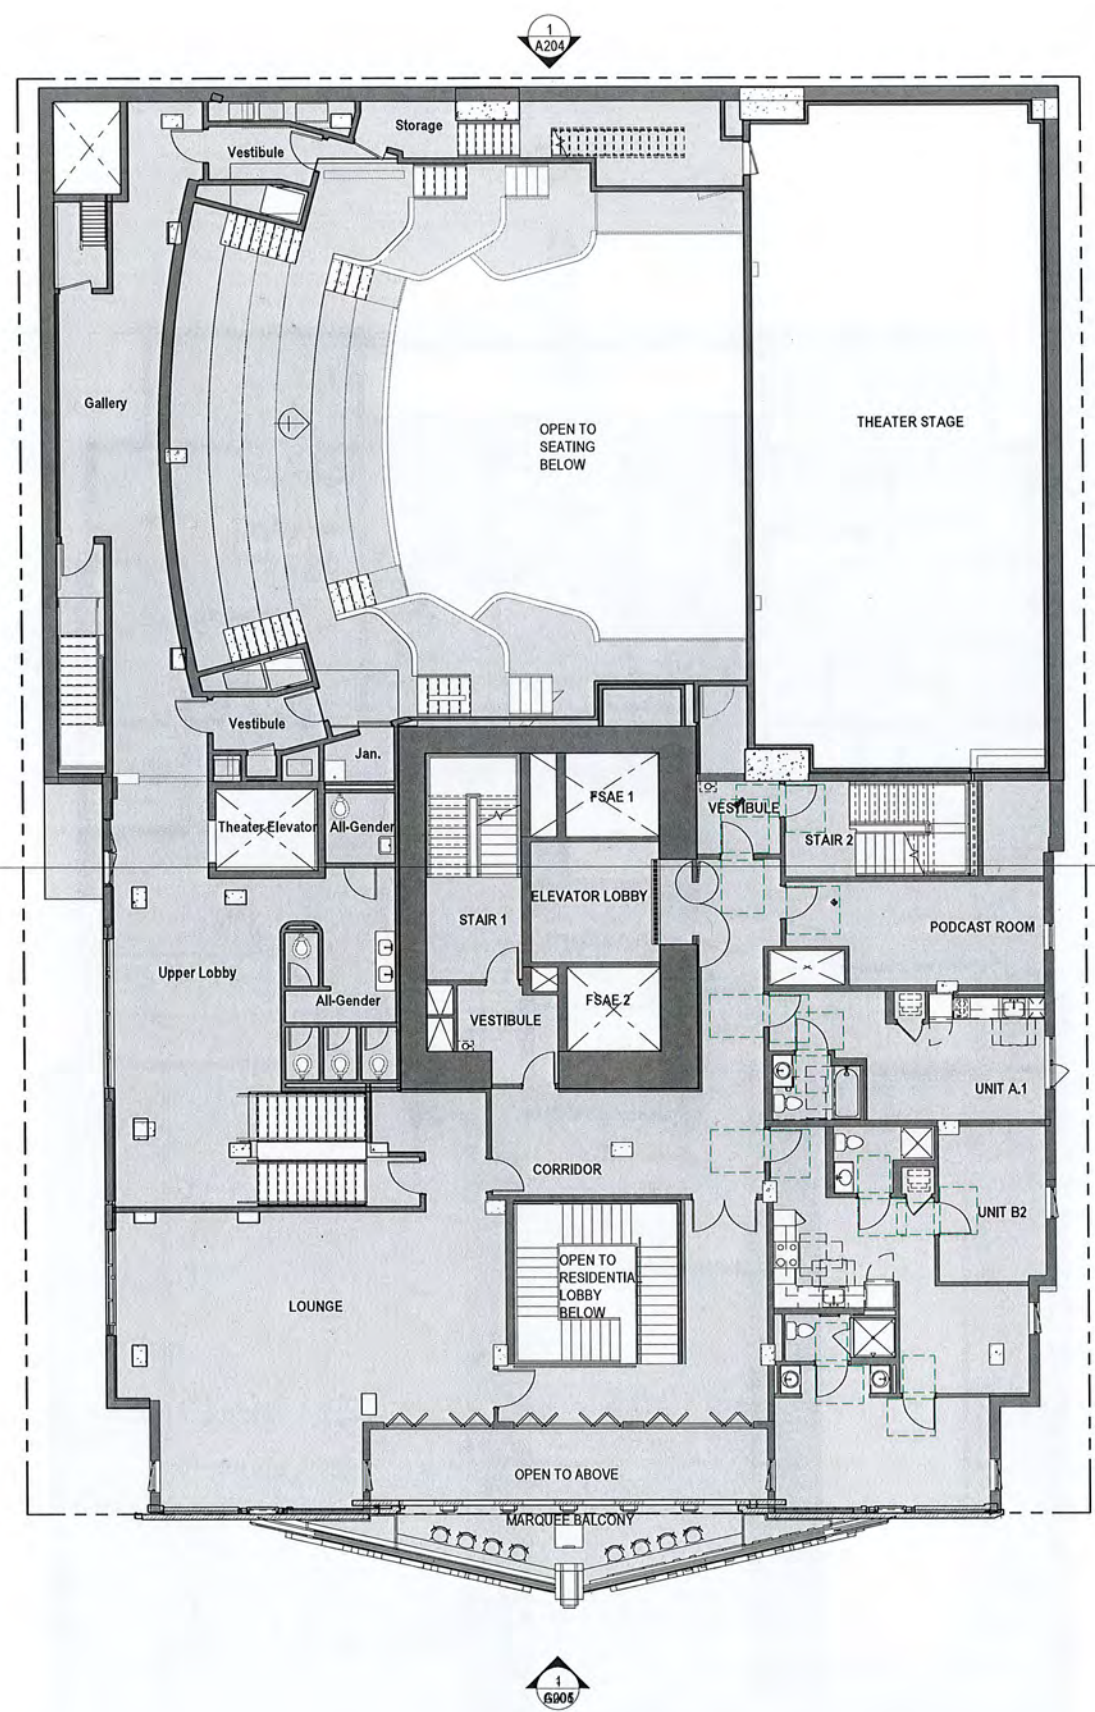 1
A204
Storage
Vestibule
Gallery
OPEN TO
SEATING
BELOW
THEATER STAGE
Vestibule
Jan.
FSAE 1
VESTIBULE
Theater Elevator
All-Gender
STAIR 2
ELEVATOR LOBBY
STAIR 1
PODCAST ROOM
Upper Lobby
All-Gender
FSAE 2
VESTIBULE
UNIT A.1
CORRIDOR
UNIT B2
OPEN TO
RESIDENTIA
LOBBY
BELOW
LOUNGE
OPEN TO ABOVE
MARQUEE BALCONY
1